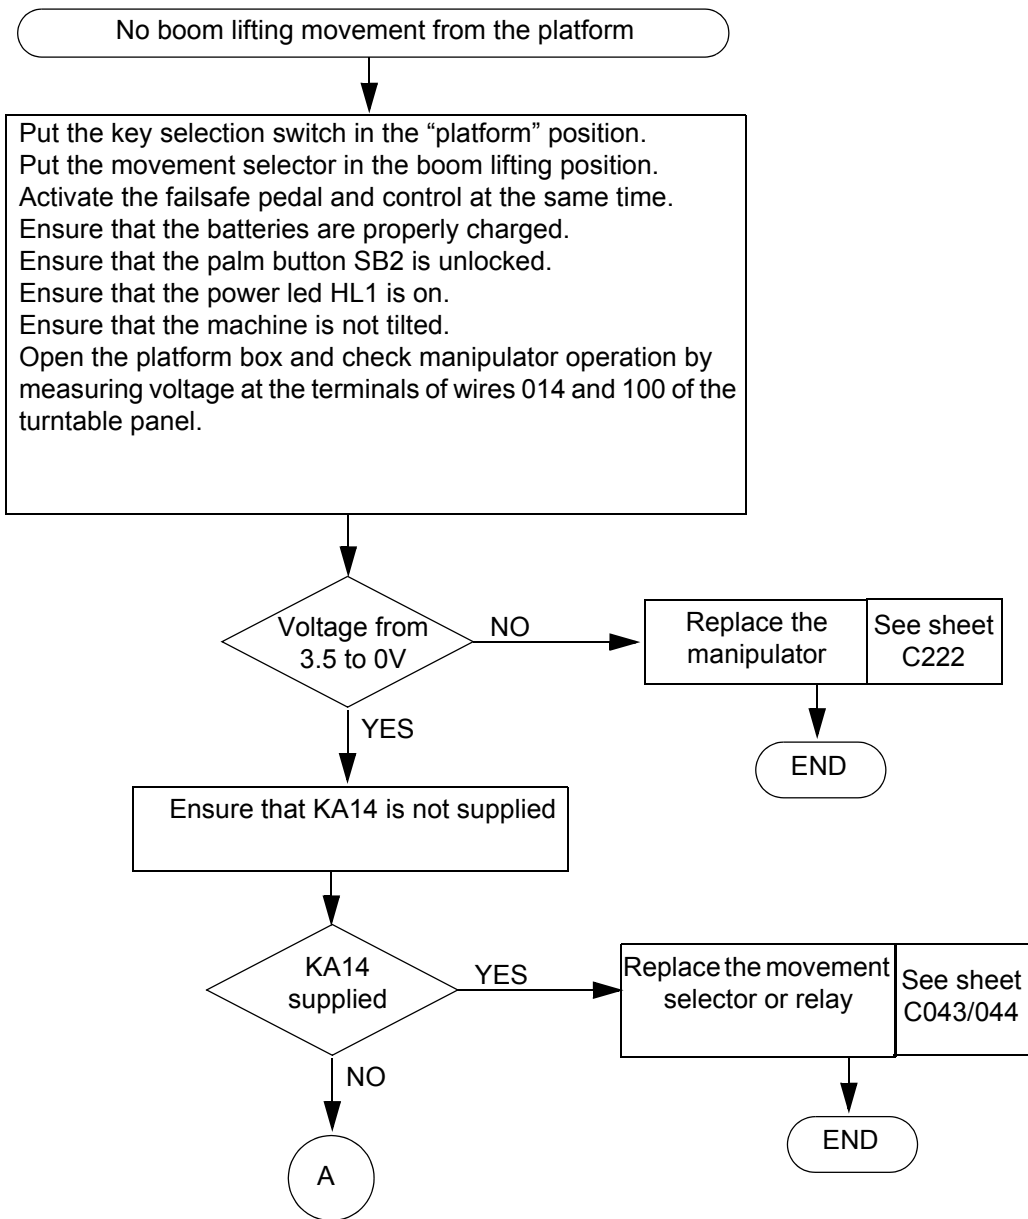 No boom lifting movement from the platform
Put the key selection switch in the “platform” position.
Put the movement selector in the boom lifting position.
Activate the failsafe pedal and control at the same time.
Ensure that the batteries are properly charged.
Ensure that the palm button SB2 is unlocked.
Ensure that the power led HL1 is on.
Ensure that the machine is not tilted.
Open the platform box and check manipulator operation by
measuring voltage at the terminals of wires 014 and 100 of the
turntable panel.
Voltage from
3.5 to 0V
NO
Replace the
manipulator
See sheet
C222
YES
END
Ensure that KA14 is not supplied
KA14
supplied
YES
Replace the movement
selector or relay
See sheet
C043/044
NO
END
A